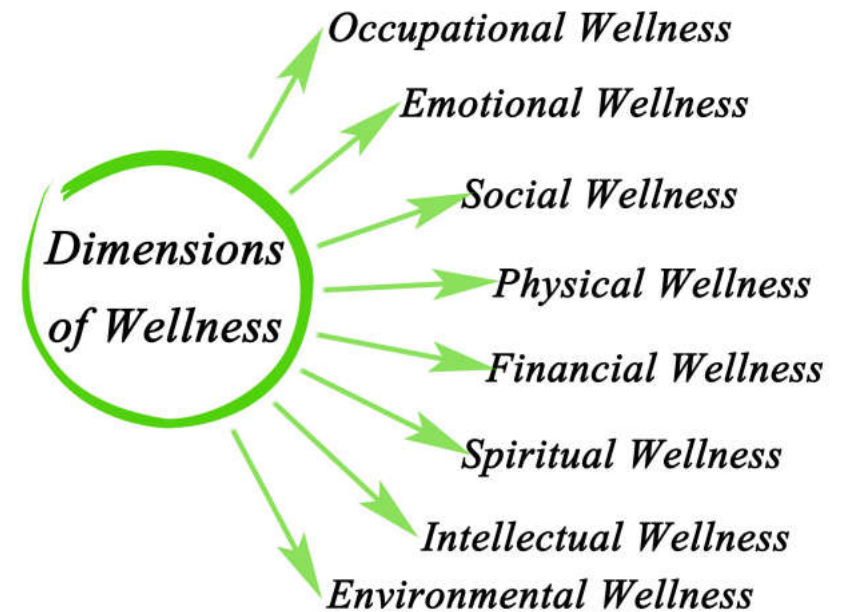 Dimensions
of Wellness
Occupational Wellness
Emotional Wellness
Social Wellness
Physical Wellness
Financial Wellness
Spiritual Wellness
Intellectual Wellness
Environmental Wellness